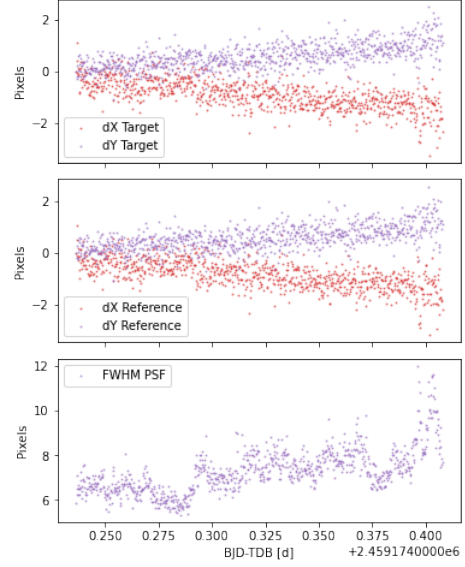 2
0
−2
Pixels
dX Target
dY Target
2
0
−2
Pixels
dX Reference
dY Reference
12
10
8
6
Pixels
FWHM PSF
0.250 0.275 0.300 0.325 0.350 0.375 0.400
BJD-TDB [d] +2.4591740000e6